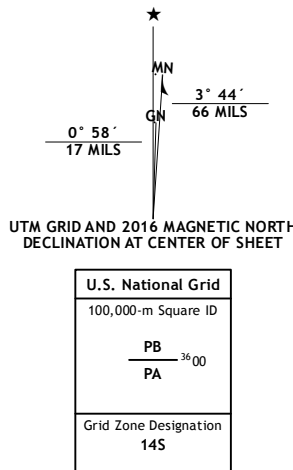 ★
MN
3° 44´
66 MILS
GN
0° 58´
17 MILS
UTM GRID AND 2016 MAGNETIC NORTH
DECLINATION AT CENTER OF SHEET
U.S. National Grid
100,000-m Square ID
PB
3600
PA
Grid Zone Designation
14S